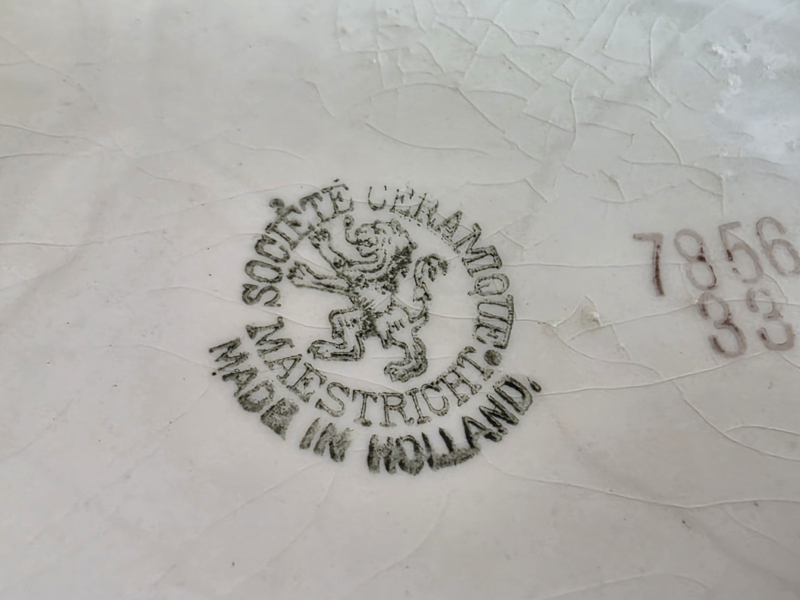 SOCIÉTÉ CERAMIQUE.
MAESTRICHT.
MADE IN HOLLAND.
7856
33